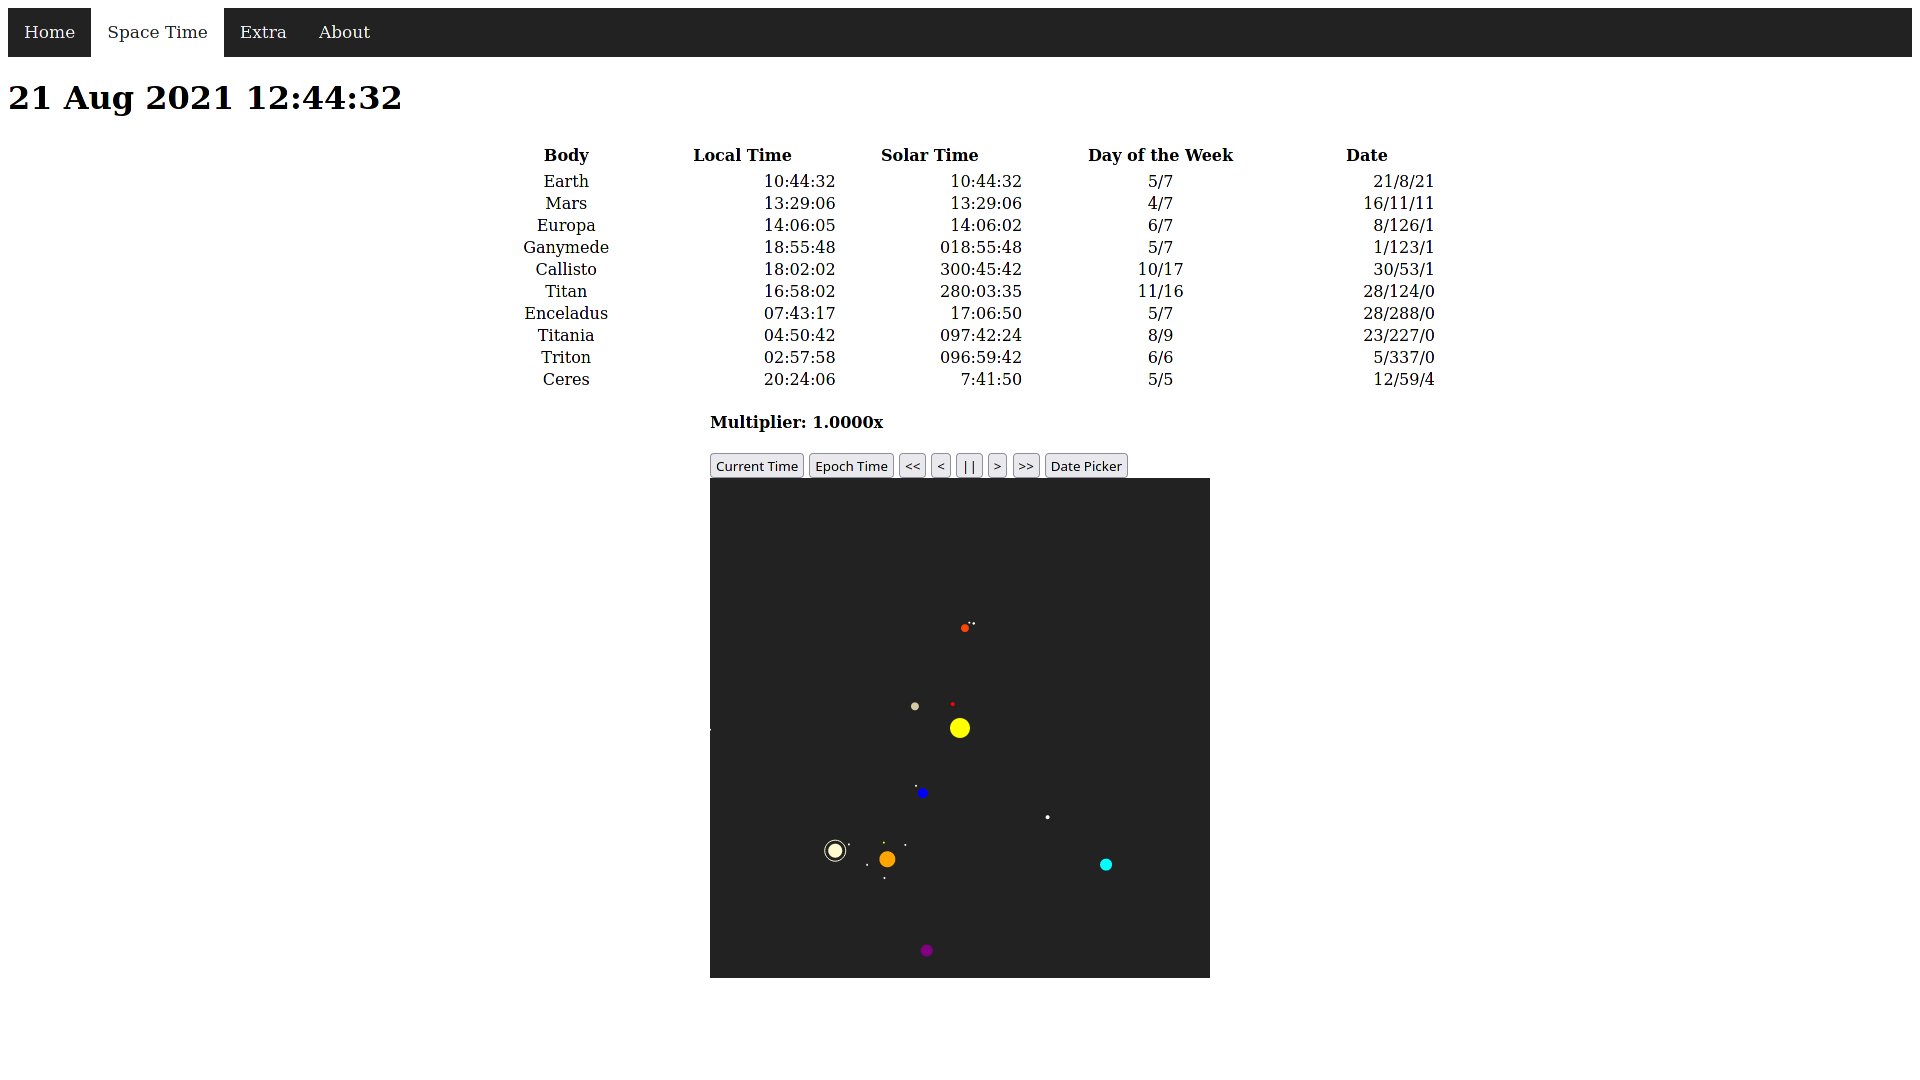 Home Space Time Extra About
21 Aug 2021 12:44:32
Body Local Time Solar Time Day of the Week Date
Earth 10:44:32 10:44:32 5/7 21/8/21
Mars 13:29:06 13:29:06 4/7 16/11/11
Europa 14:06:05 14:06:02 6/7 8/126/1
Ganymede 18:55:48 018:55:48 5/7 1/123/1
Callisto 18:02:02 300:45:42 10/17 30/53/1
Titan 16:58:02 280:03:35 11/16 28/124/0
Enceladus 07:43:17 17:06:50 5/7 28/288/0
Titania 04:50:42 097:42:24 8/9 23/227/0
Triton 02:57:58 096:59:42 6/6 5/337/0
Ceres 20:24:06 7:41:50 5/5 12/59/4
Multiplier: 1.0000x
Current Time Epoch Time << < || > >> Date Picker